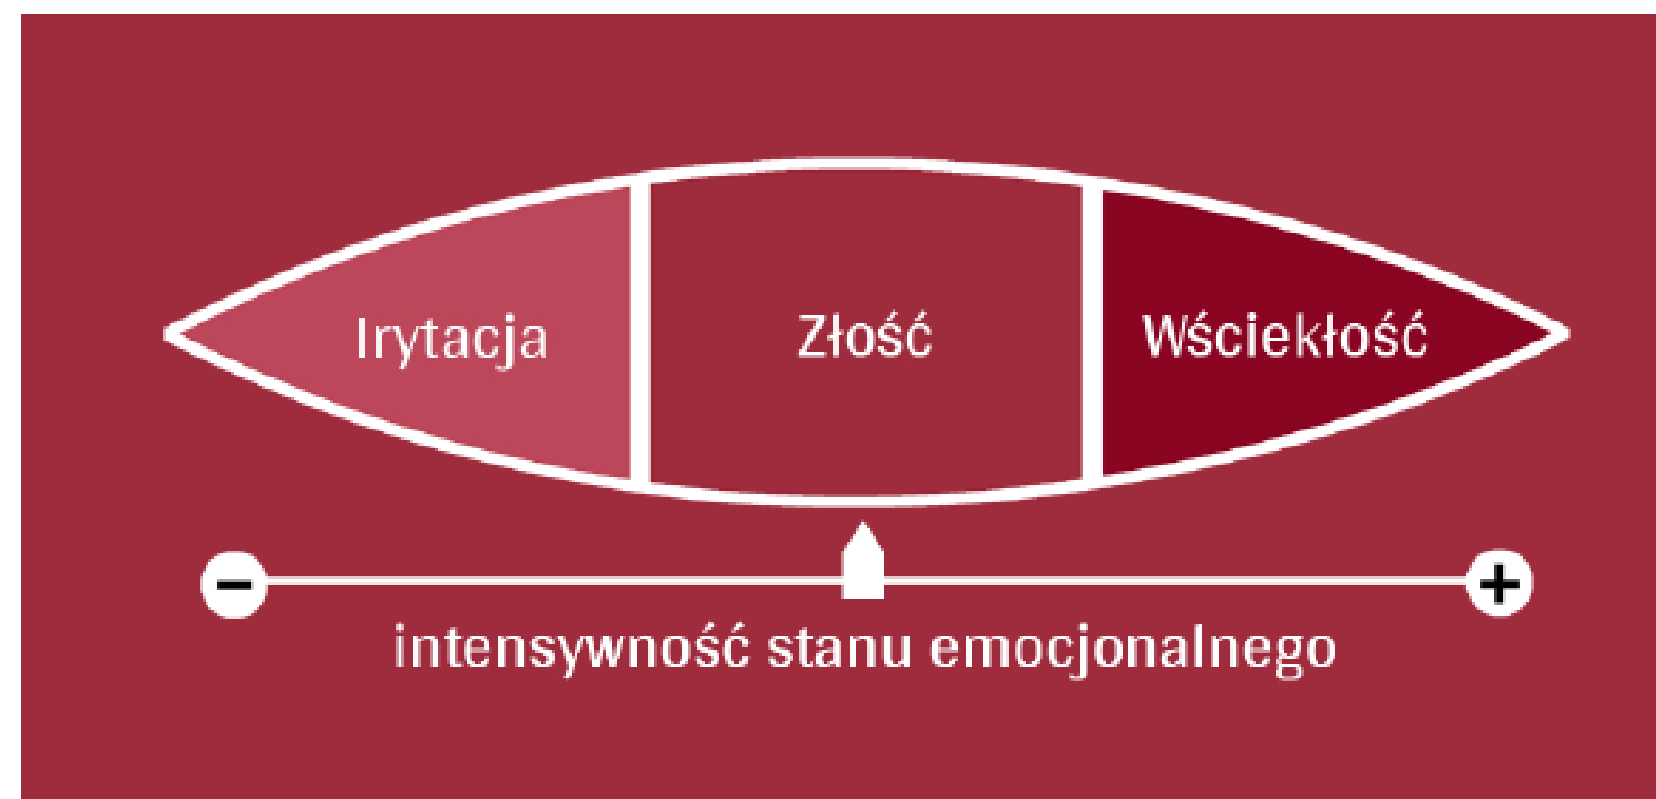 Irytacja Złość Wściekłość
− +
intensywność stanu emocjonalnego